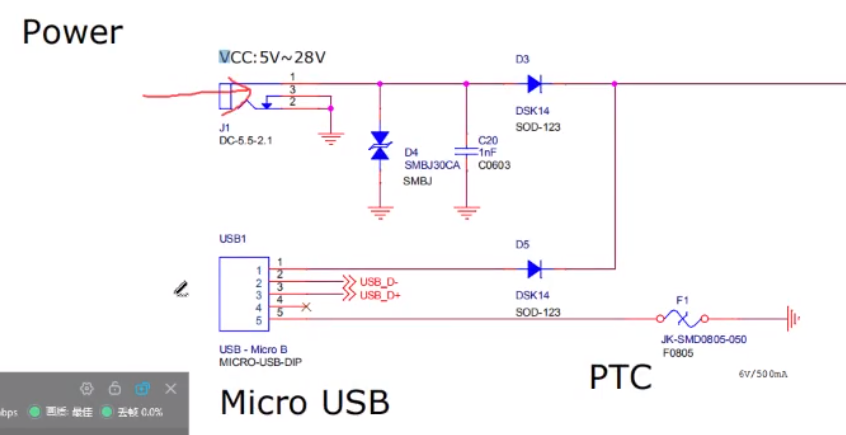 Power
VCC:5V~28V
1
3
2
J1
DC-5.5-2.1
D3
DSK14
SOD-123
D4
SMBJ30CA
SMBJ
C20
1nF
C0603
USB1
1 1
2 2
3 3
4 4
5 5
USB_D-
USB_D+
USB - Micro B
MICRO-USB-DIP
D5
DSK14
SOD-123
F1
JK-SMD0805-050
F0805
6V/500mA
PTC
Micro USB
bps 画质: 最佳 丢帧 0.0%